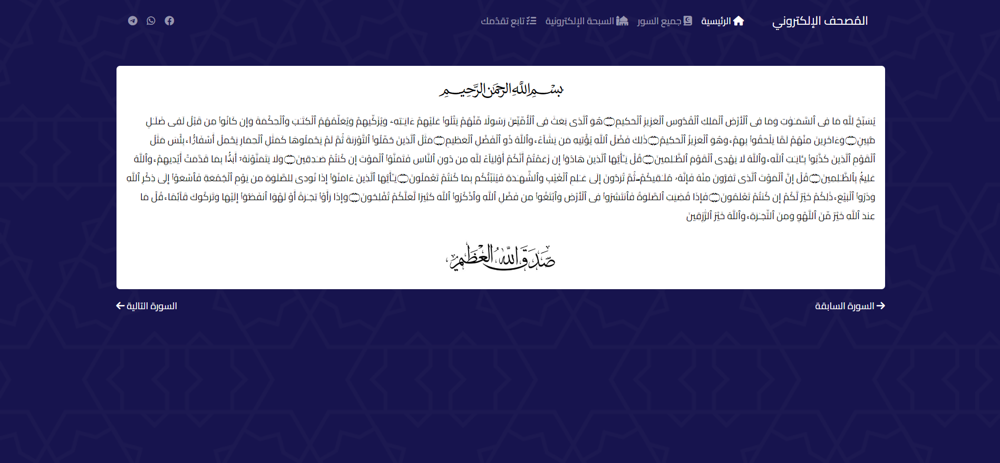 المُصحف الإلكتروني
الرئيسية
جميع السور
السبحة الإلكترونية
تابع تقدُمك
بِسْمِ اللَّهِ الرَّحْمَٰنِ الرَّحِيمِ
يُسَبِّحُ لِلَّهِ مَا فِى ٱلسَّمَـٰوَٰتِ وَمَا فِى ٱلْأَرْضِ ٱلْمَلِكِ ٱلْقُدُّوسِ ٱلْعَزِيزِ ٱلْحَكِيمِ۝هُوَ ٱلَّذِى بَعَثَ فِى ٱلْأُمِّيِّـۧنَ رَسُولًا مِّنْهُمْ يَتْلُوا۟ عَلَيْهِمْ ءَايَـٰتِهِۦ وَيُزَكِّيهِمْ وَيُعَلِّمُهُمُ ٱلْكِتَـٰبَ وَٱلْحِكْمَةَ وَإِن كَانُوا۟ مِن قَبْلُ لَفِى ضَلَـٰلٍ
مُّبِينٍ۝وَءَاخَرِينَ مِنْهُمْ لَمَّا يَلْحَقُوا۟ بِهِمْ ۚ وَهُوَ ٱلْعَزِيزُ ٱلْحَكِيمُ۝ذَٰلِكَ فَضْلُ ٱللَّهِ يُؤْتِيهِ مَن يَشَآءُ ۚ وَٱللَّهُ ذُو ٱلْفَضْلِ ٱلْعَظِيمِ۝مَثَلُ ٱلَّذِينَ حُمِّلُوا۟ ٱلتَّوْرَىٰةَ ثُمَّ لَمْ يَحْمِلُوهَا كَمَثَلِ ٱلْحِمَارِ يَحْمِلُ أَسْفَارًۢا ۚ بِئْسَ مَثَلُ
ٱلْقَوْمِ ٱلَّذِينَ كَذَّبُوا۟ بِـَٔايَـٰتِ ٱللَّهِ ۚ وَٱللَّهُ لَا يَهْدِى ٱلْقَوْمَ ٱلظَّـٰلِمِينَ۝قُلْ يَـٰٓأَيُّهَا ٱلَّذِينَ هَادُوٓا۟ إِن زَعَمْتُمْ أَنَّكُمْ أَوْلِيَآءُ لِلَّهِ مِن دُونِ ٱلنَّاسِ فَتَمَنَّوُا۟ ٱلْمَوْتَ إِن كُنتُمْ صَـٰدِقِينَ۝وَلَا يَتَمَنَّوْنَهُۥٓ أَبَدًۢا بِمَا قَدَّمَتْ أَيْدِيهِمْ ۚ وَٱللَّهُ
عَلِيمٌۢ بِٱلظَّـٰلِمِينَ۝قُلْ إِنَّ ٱلْمَوْتَ ٱلَّذِى تَفِرُّونَ مِنْهُ فَإِنَّهُۥ مُلَـٰقِيكُمْ ۖ ثُمَّ تُرَدُّونَ إِلَىٰ عَـٰلِمِ ٱلْغَيْبِ وَٱلشَّهَـٰدَةِ فَيُنَبِّئُكُم بِمَا كُنتُمْ تَعْمَلُونَ۝يَـٰٓأَيُّهَا ٱلَّذِينَ ءَامَنُوٓا۟ إِذَا نُودِىَ لِلصَّلَوٰةِ مِن يَوْمِ ٱلْجُمُعَةِ فَٱسْعَوْا۟ إِلَىٰ ذِكْرِ ٱللَّهِ
وَذَرُوا۟ ٱلْبَيْعَ ۚ ذَٰلِكُمْ خَيْرٌ لَّكُمْ إِن كُنتُمْ تَعْلَمُونَ۝فَإِذَا قُضِيَتِ ٱلصَّلَوٰةُ فَٱنتَشِرُوا۟ فِى ٱلْأَرْضِ وَٱبْتَغُوا۟ مِن فَضْلِ ٱللَّهِ وَٱذْكُرُوا۟ ٱللَّهَ كَثِيرًا لَّعَلَّكُمْ تُفْلِحُونَ۝وَإِذَا رَأَوْا۟ تِجَـٰرَةً أَوْ لَهْوًا ٱنفَضُّوٓا۟ إِلَيْهَا وَتَرَكُوكَ قَآئِمًا ۚ قُلْ مَا
عِندَ ٱللَّهِ خَيْرٌ مِّنَ ٱللَّهْوِ وَمِنَ ٱلتِّجَـٰرَةِ ۚ وَٱللَّهُ خَيْرُ ٱلرَّٰزِقِينَ
صَدَقَ اللَّهُ العَظِيم
السورة السابقة
السورة التالية